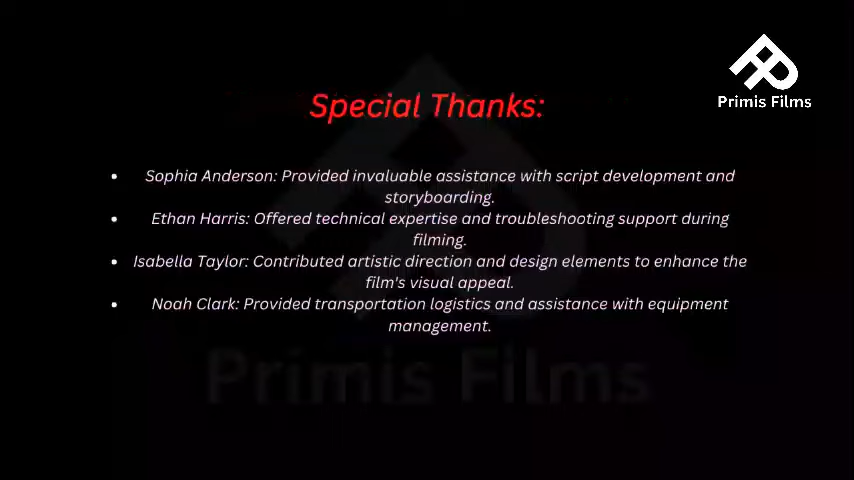 Primis Films
Special Thanks:
• Sophia Anderson: Provided invaluable assistance with script development and
storyboarding.
• Ethan Harris: Offered technical expertise and troubleshooting support during
filming.
• Isabella Taylor: Contributed artistic direction and design elements to enhance the
film's visual appeal.
• Noah Clark: Provided transportation logistics and assistance with equipment
management.
Primis Films